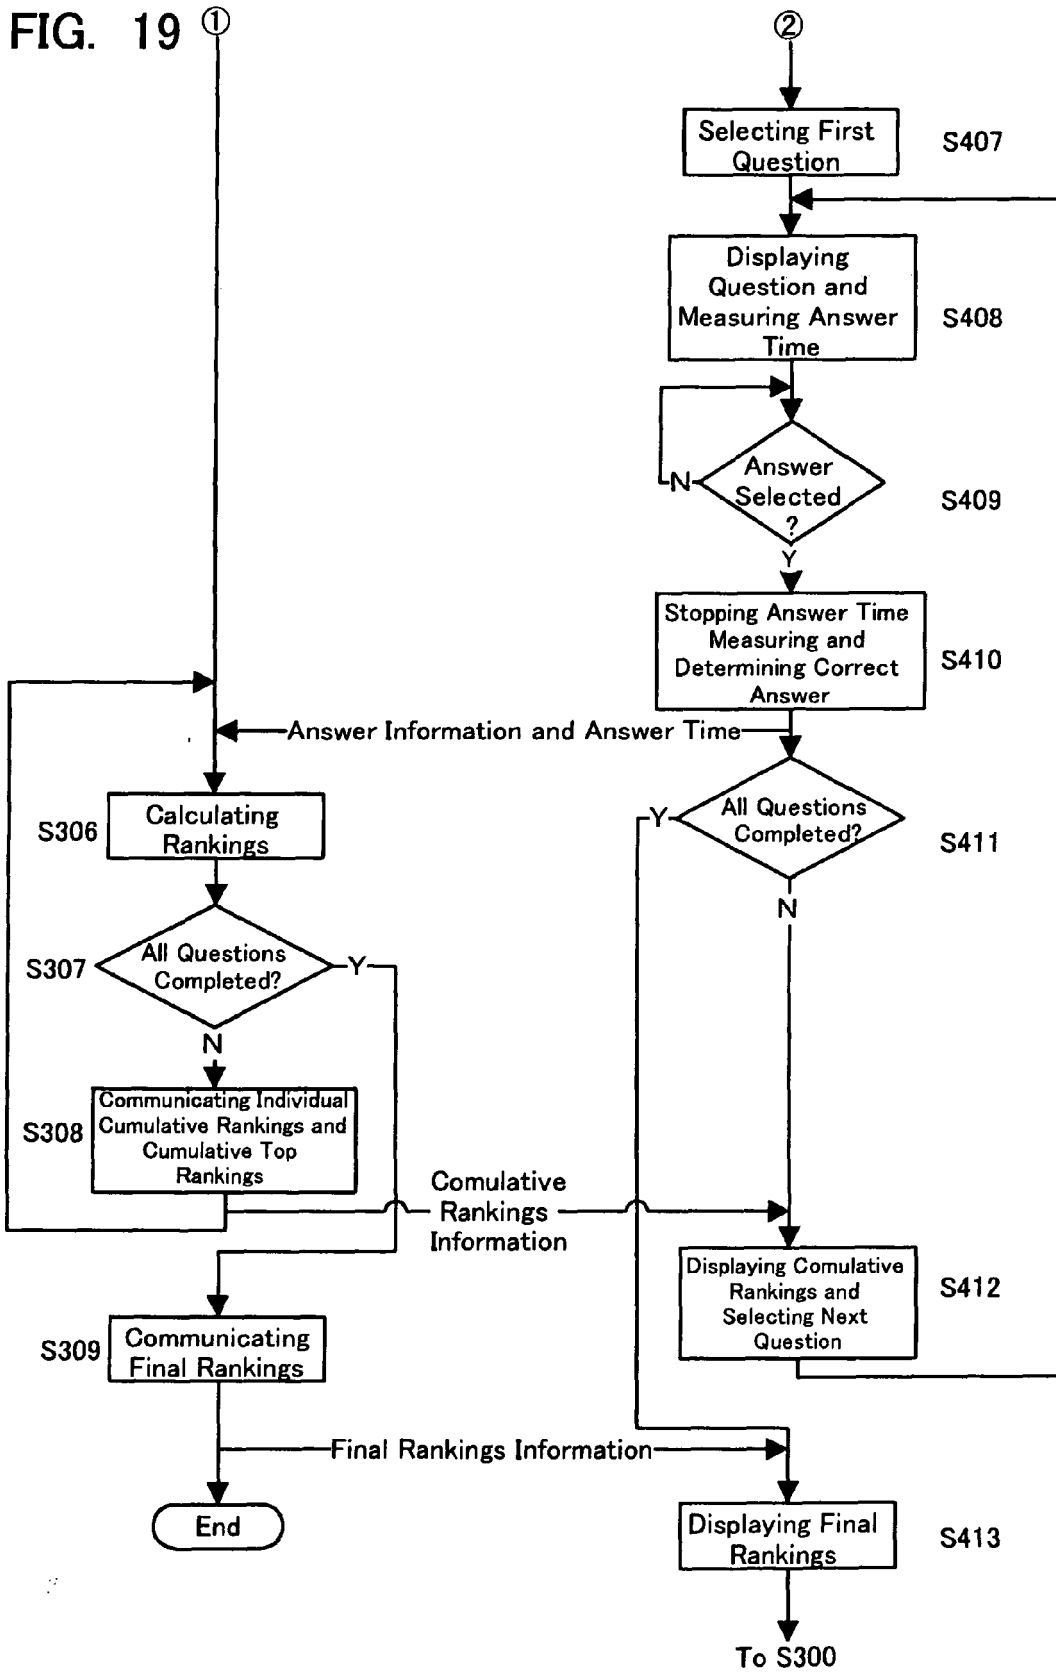 FIG. 19
①
②
Selecting First
Question
S407
Displaying
Question and
Measuring Answer
Time
S408
Answer
Selected
?
N
S409
Y
Stopping Answer Time
Measuring and
Determining Correct
Answer
S410
Answer Information and Answer Time
S306
Calculating
Rankings
Y
All Questions
Completed?
S411
N
S307
All Questions
Completed?
Y
N
S308
Communicating Individual
Cumulative Rankings and
Cumulative Top
Rankings
Comulative
Rankings
Information
Displaying Comulative
Rankings and
Selecting Next
Question
S412
S309
Communicating
Final Rankings
Final Rankings Information
End
Displaying Final
Rankings
S413
To S300